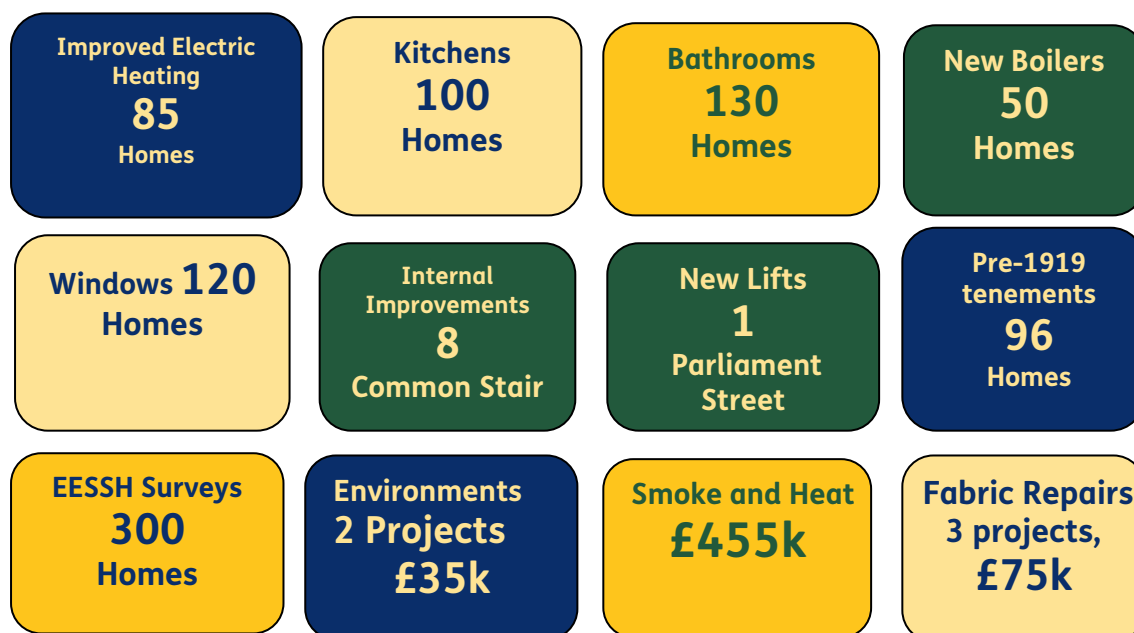 Improved Electric
Heating
85
Homes
Kitchens
100
Homes
Bathrooms
130
Homes
New Boilers
50
Homes
Windows 120
Homes
Internal
Improvements
8
Common Stair
New Lifts
1
Parliament
Street
Pre-1919
tenements
96
Homes
EESSH Surveys
300
Homes
Environments
2 Projects
£35k
Smoke and Heat
£455k
Fabric Repairs
3 projects,
£75k